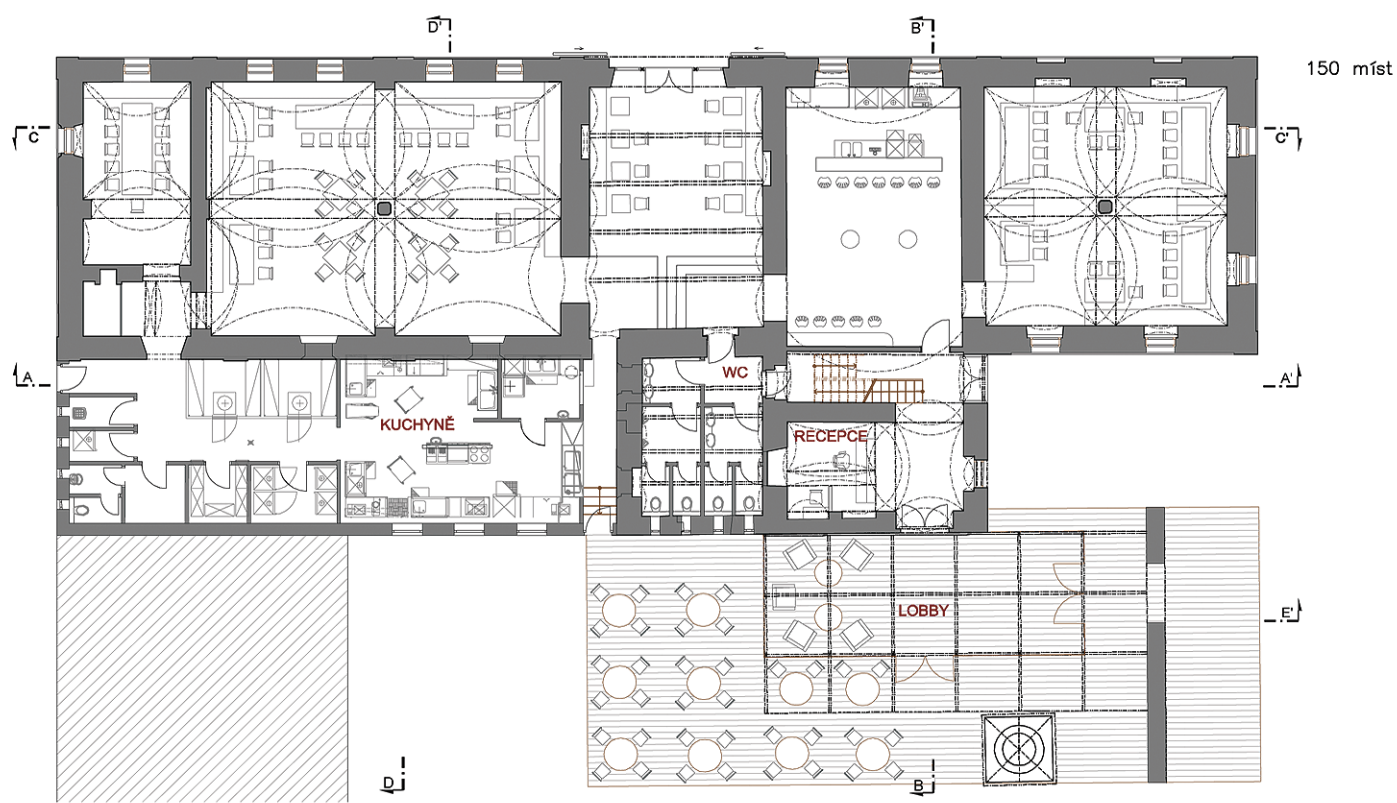 D' B'
150 míst
C C'
A WC A'
KUCHYNĚ RECEPCE
LOBBY E'
D B